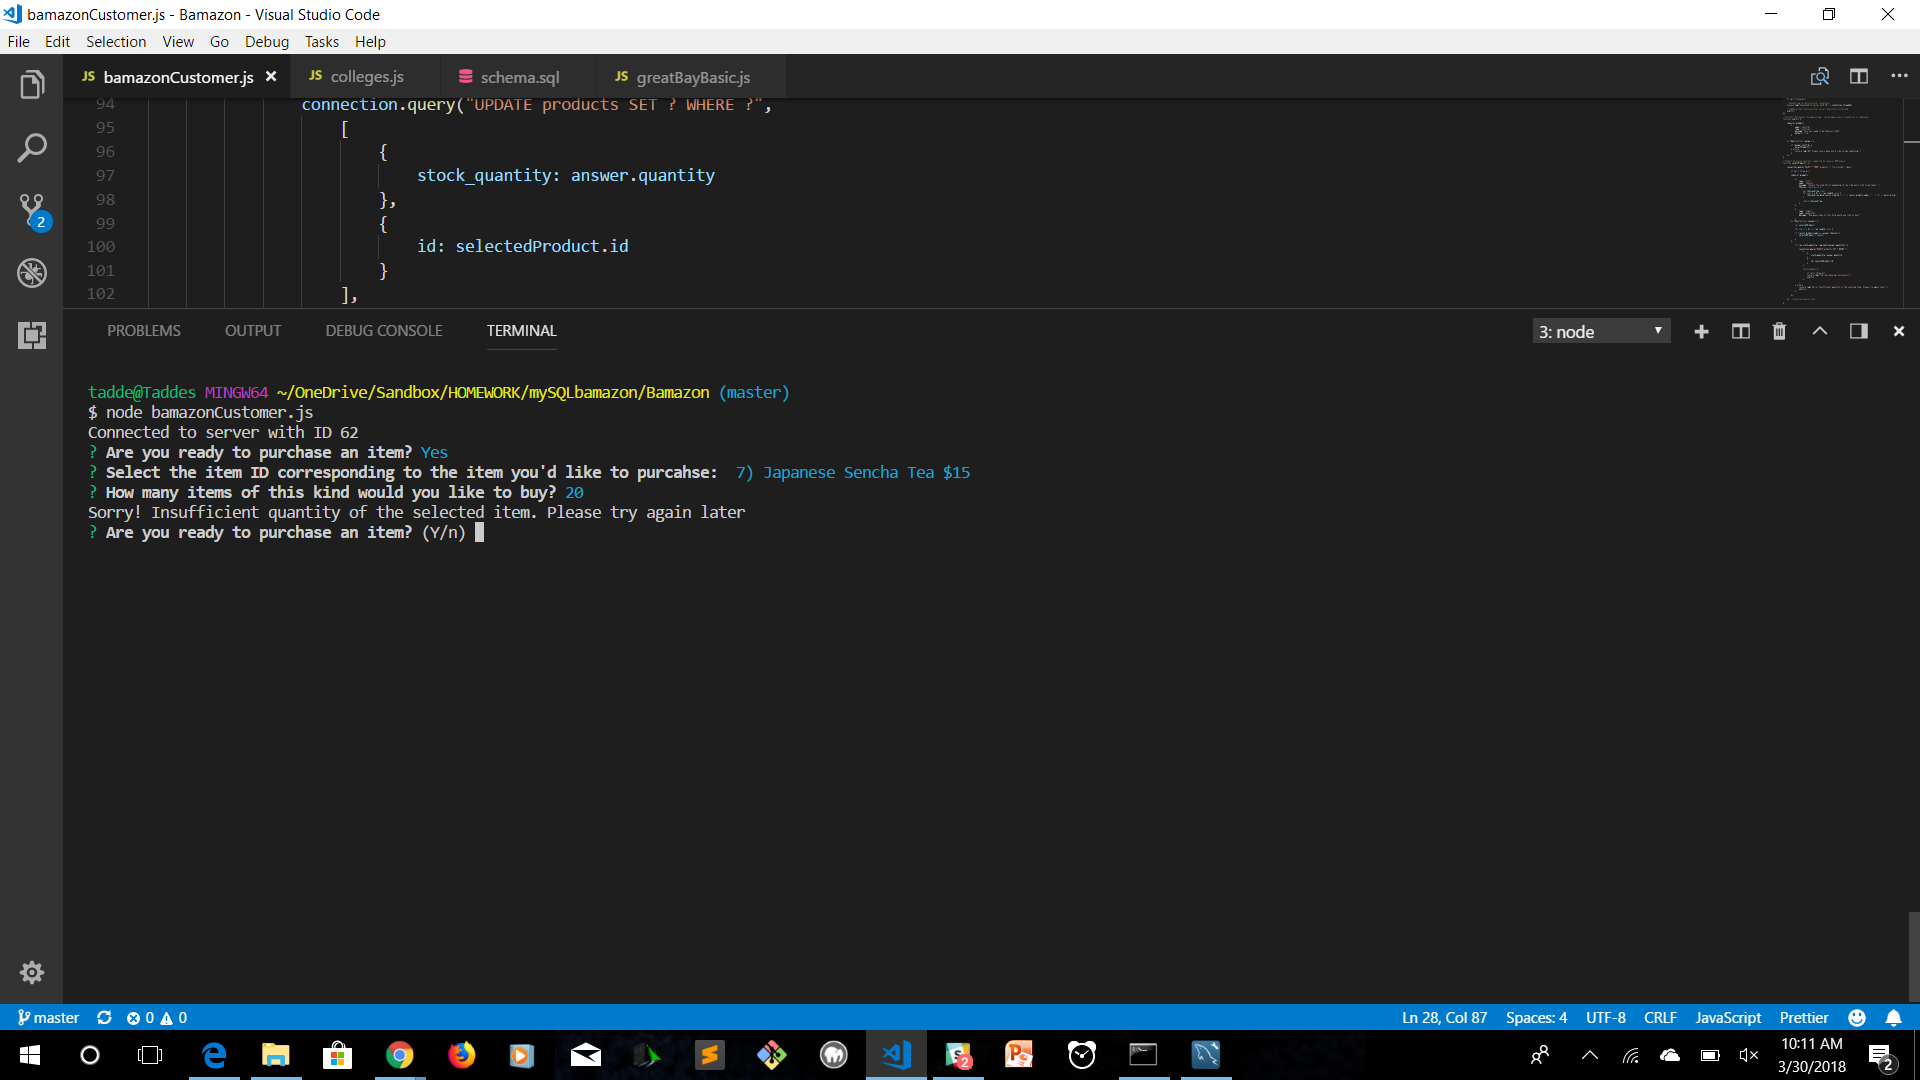 bamazonCustomer.js - Bamazon - Visual Studio Code
File Edit Selection View Go Debug Tasks Help
JS bamazonCustomer.js JS colleges.js schema.sql JS greatBayBasic.js
94 connection.query("UPDATE products SET ? WHERE ?",
95 [
96 {
97 stock_quantity: answer.quantity
98 },
99 {
100 id: selectedProduct.id
101 }
102 ],
PROBLEMS OUTPUT DEBUG CONSOLE TERMINAL 3: node
tadde@Taddes MINGW64 ~/OneDrive/Sandbox/HOMEWORK/mySQLbamazon/Bamazon (master)
$ node bamazonCustomer.js
Connected to server with ID 62
? Are you ready to purchase an item? Yes
? Select the item ID corresponding to the item you'd like to purcahse: 7) Japanese Sencha Tea $15
? How many items of this kind would you like to buy? 20
Sorry! Insufficient quantity of the selected item. Please try again later
? Are you ready to purchase an item? (Y/n)
2
master 0 0 Ln 28, Col 87 Spaces: 4 UTF-8 CRLF JavaScript Prettier
2
10:11 AM
3/30/2018
2